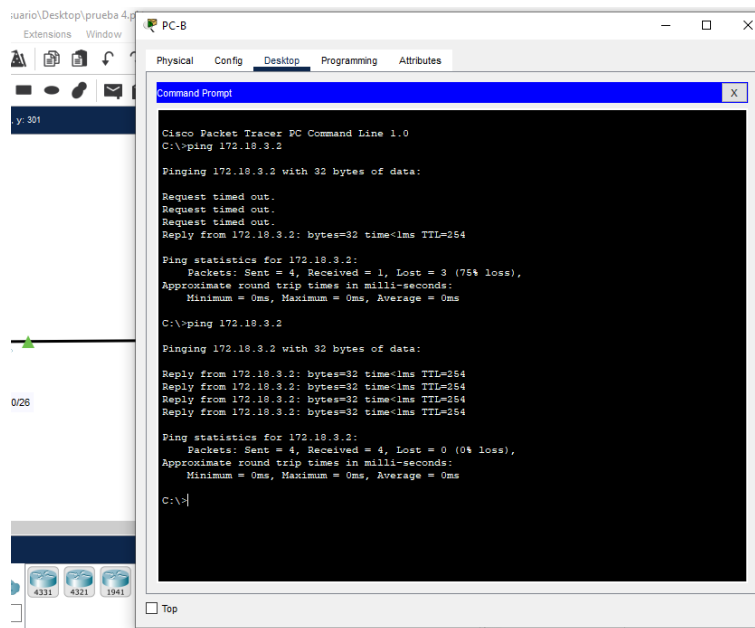 suario\Desktop\prueba 4.p
Extensions Window
, y: 301
0/26
4331 4321 1941
PC-B
Physical Config Desktop Programming Attributes
Command Prompt
X
Cisco Packet Tracer PC Command Line 1.0
C:\>ping 172.18.3.2
Pinging 172.18.3.2 with 32 bytes of data:
Request timed out.
Request timed out.
Request timed out.
Reply from 172.18.3.2: bytes=32 time<1ms TTL=254
Ping statistics for 172.18.3.2:
Packets: Sent = 4, Received = 1, Lost = 3 (75% loss),
Approximate round trip times in milli-seconds:
Minimum = 0ms, Maximum = 0ms, Average = 0ms
C:\>ping 172.18.3.2
Pinging 172.18.3.2 with 32 bytes of data:
Reply from 172.18.3.2: bytes=32 time<1ms TTL=254
Reply from 172.18.3.2: bytes=32 time<1ms TTL=254
Reply from 172.18.3.2: bytes=32 time<1ms TTL=254
Reply from 172.18.3.2: bytes=32 time<1ms TTL=254
Ping statistics for 172.18.3.2:
Packets: Sent = 4, Received = 4, Lost = 0 (0% loss),
Approximate round trip times in milli-seconds:
Minimum = 0ms, Maximum = 0ms, Average = 0ms
C:\>
Top